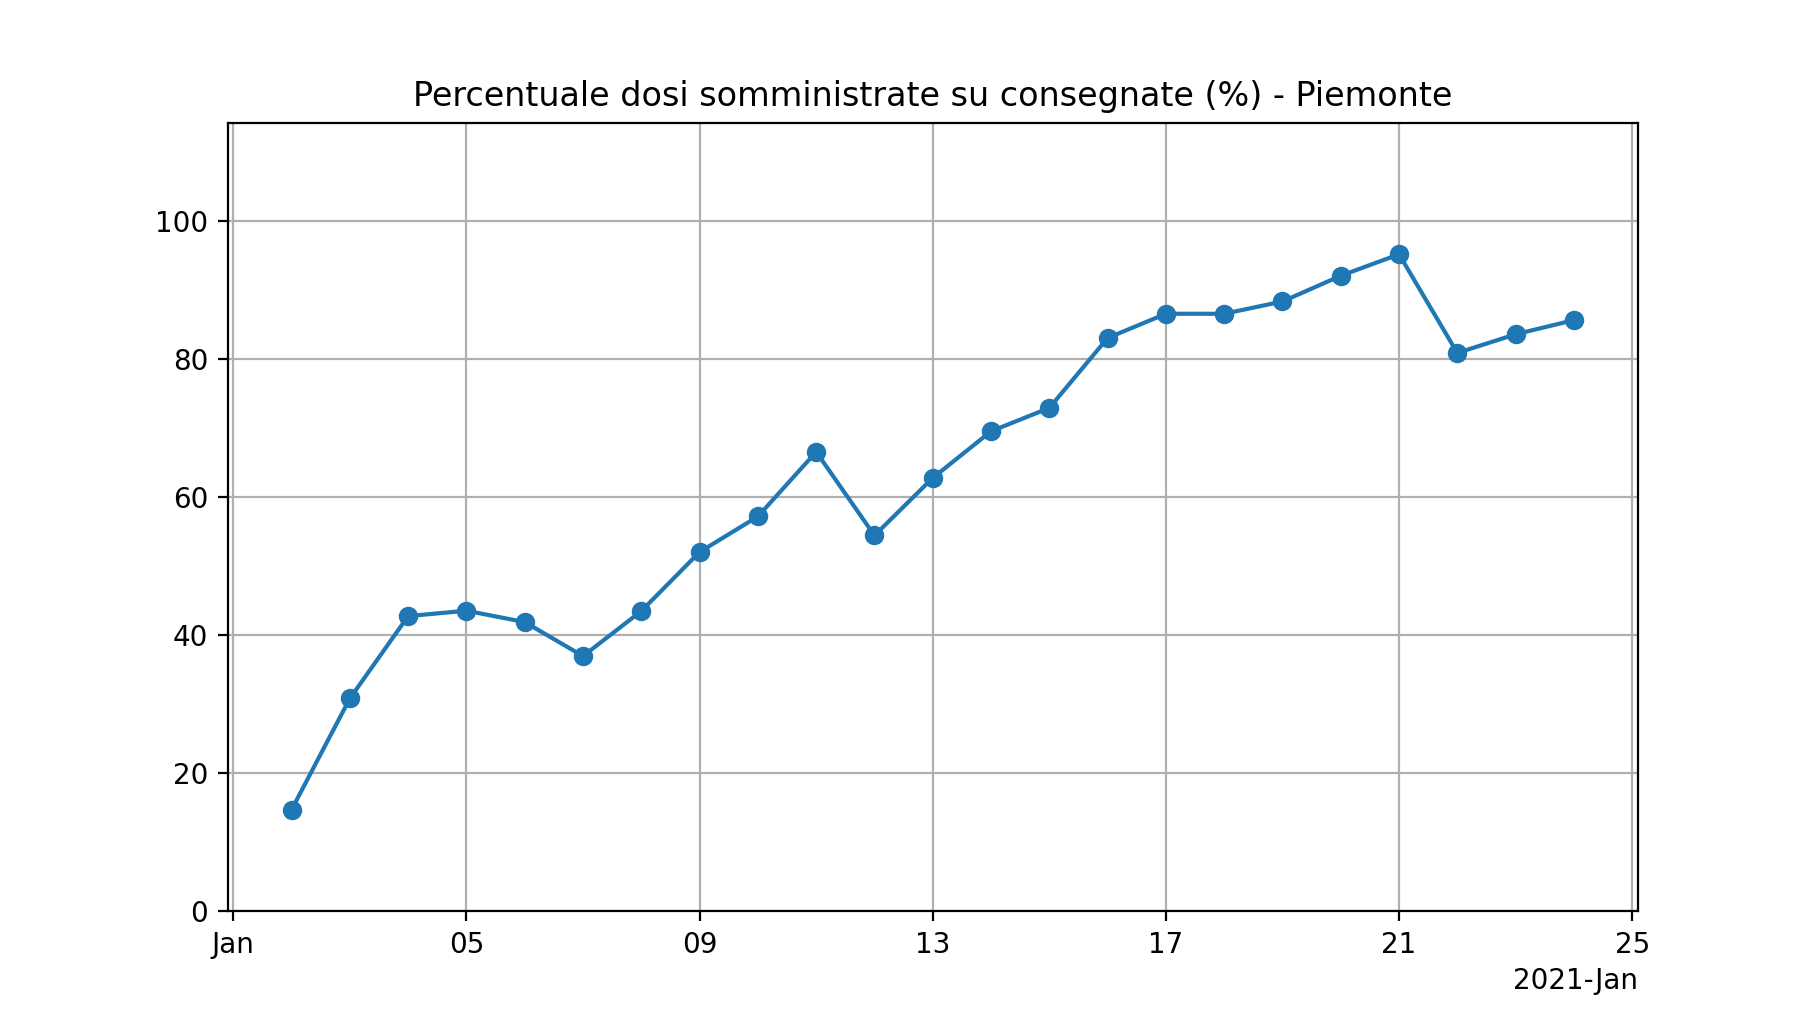 Percentuale dosi somministrate su consegnate (%) - Piemonte
100
80
60
40
20
0
Jan 05 09 13 17 21 25
2021-Jan